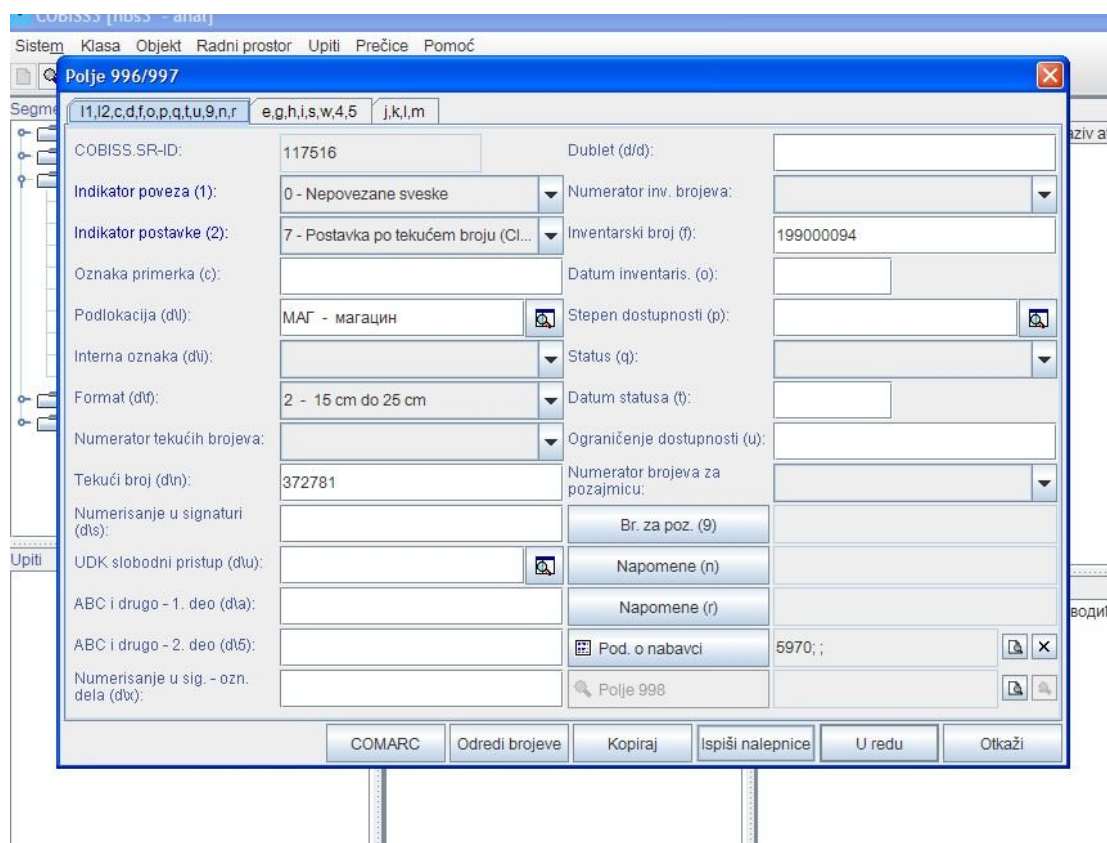 COBISS3 [nbs3 - anar]
Sistem Klasa Objekt Radni prostor Upiti Prečice Pomoć
Polje 996/997
Segme
I1,I2,c,d,f,o,p,q,t,u,9,n,r e,g,h,i,s,w,4,5 j,k,l,m
aziv a
COBISS.SR-ID: 117516 Dublet (d/d):
Indikator poveza (1): 0 - Nepovezane sveske Numerator inv. brojeva:
Indikator postavke (2): 7 - Postavka po tekućem broju (Cl... Inventarski broj (f): 199000094
Oznaka primerka (c): Datum inventaris. (o):
Podlokacija (d\l): МАГ - магацин Stepen dostupnosti (p):
Interna oznaka (d\i): Status (q):
Format (d\f): 2 - 15 cm do 25 cm Datum statusa (t):
Numerator tekućih brojeva: Ograničenje dostupnosti (u):
Tekući broj (d\n): 372781 Numerator brojeva za
pozajmicu:
Numerisanje u signaturi
(d\s): Br. za poz. (9)
Upiti UDK slobodni pristup (d\u): Napomene (n)
ABC i drugo - 1. deo (d\a): Napomene (r)
води
ABC i drugo - 2. deo (d\5): Pod. o nabavci 5970; ;
Numerisanje u sig. - ozn.
dela (d\x): Polje 998
COMARC Odredi brojeve Kopiraj Ispiši nalepnice U redu Otkaži